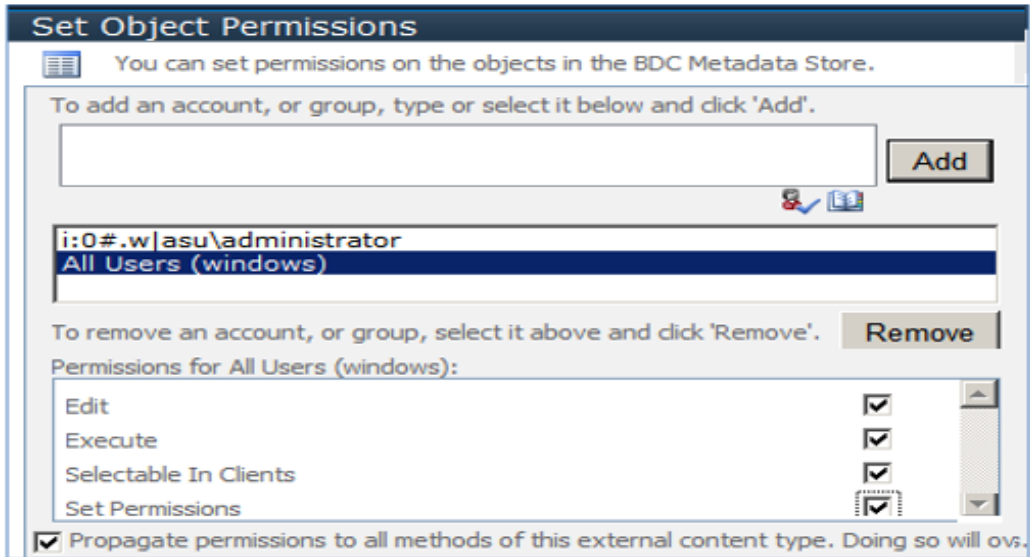 Set Object Permissions
You can set permissions on the objects in the BDC Metadata Store.
To add an account, or group, type or select it below and click 'Add'.
Add
i:0#.w|asu\administrator
All Users (windows)
To remove an account, or group, select it above and click 'Remove'.
Remove
Permissions for All Users (windows):
Edit
Execute
Selectable In Clients
Set Permissions
Propagate permissions to all methods of this external content type. Doing so will